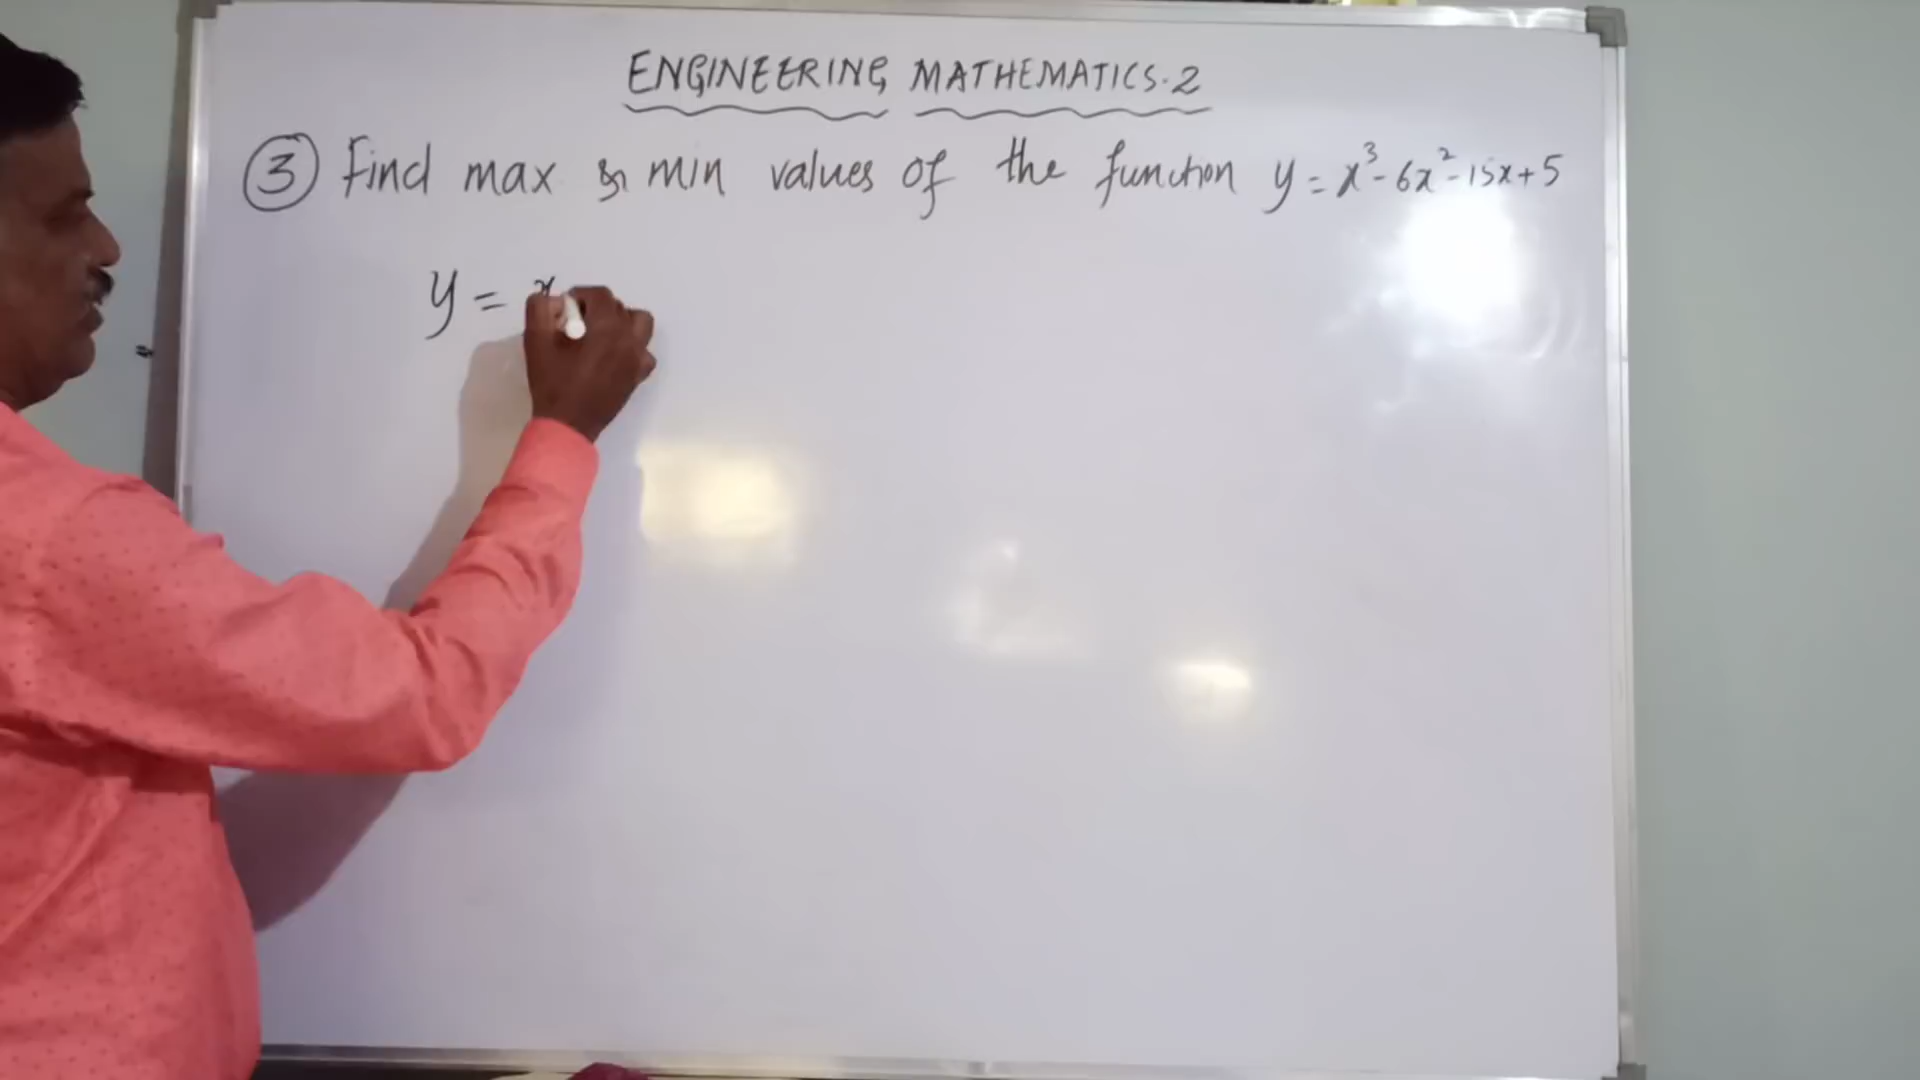 ENGINEERING MATHEMATICS-2
③ Find max & min values of the function y = x³ - 6x² - 15x + 5
y = x